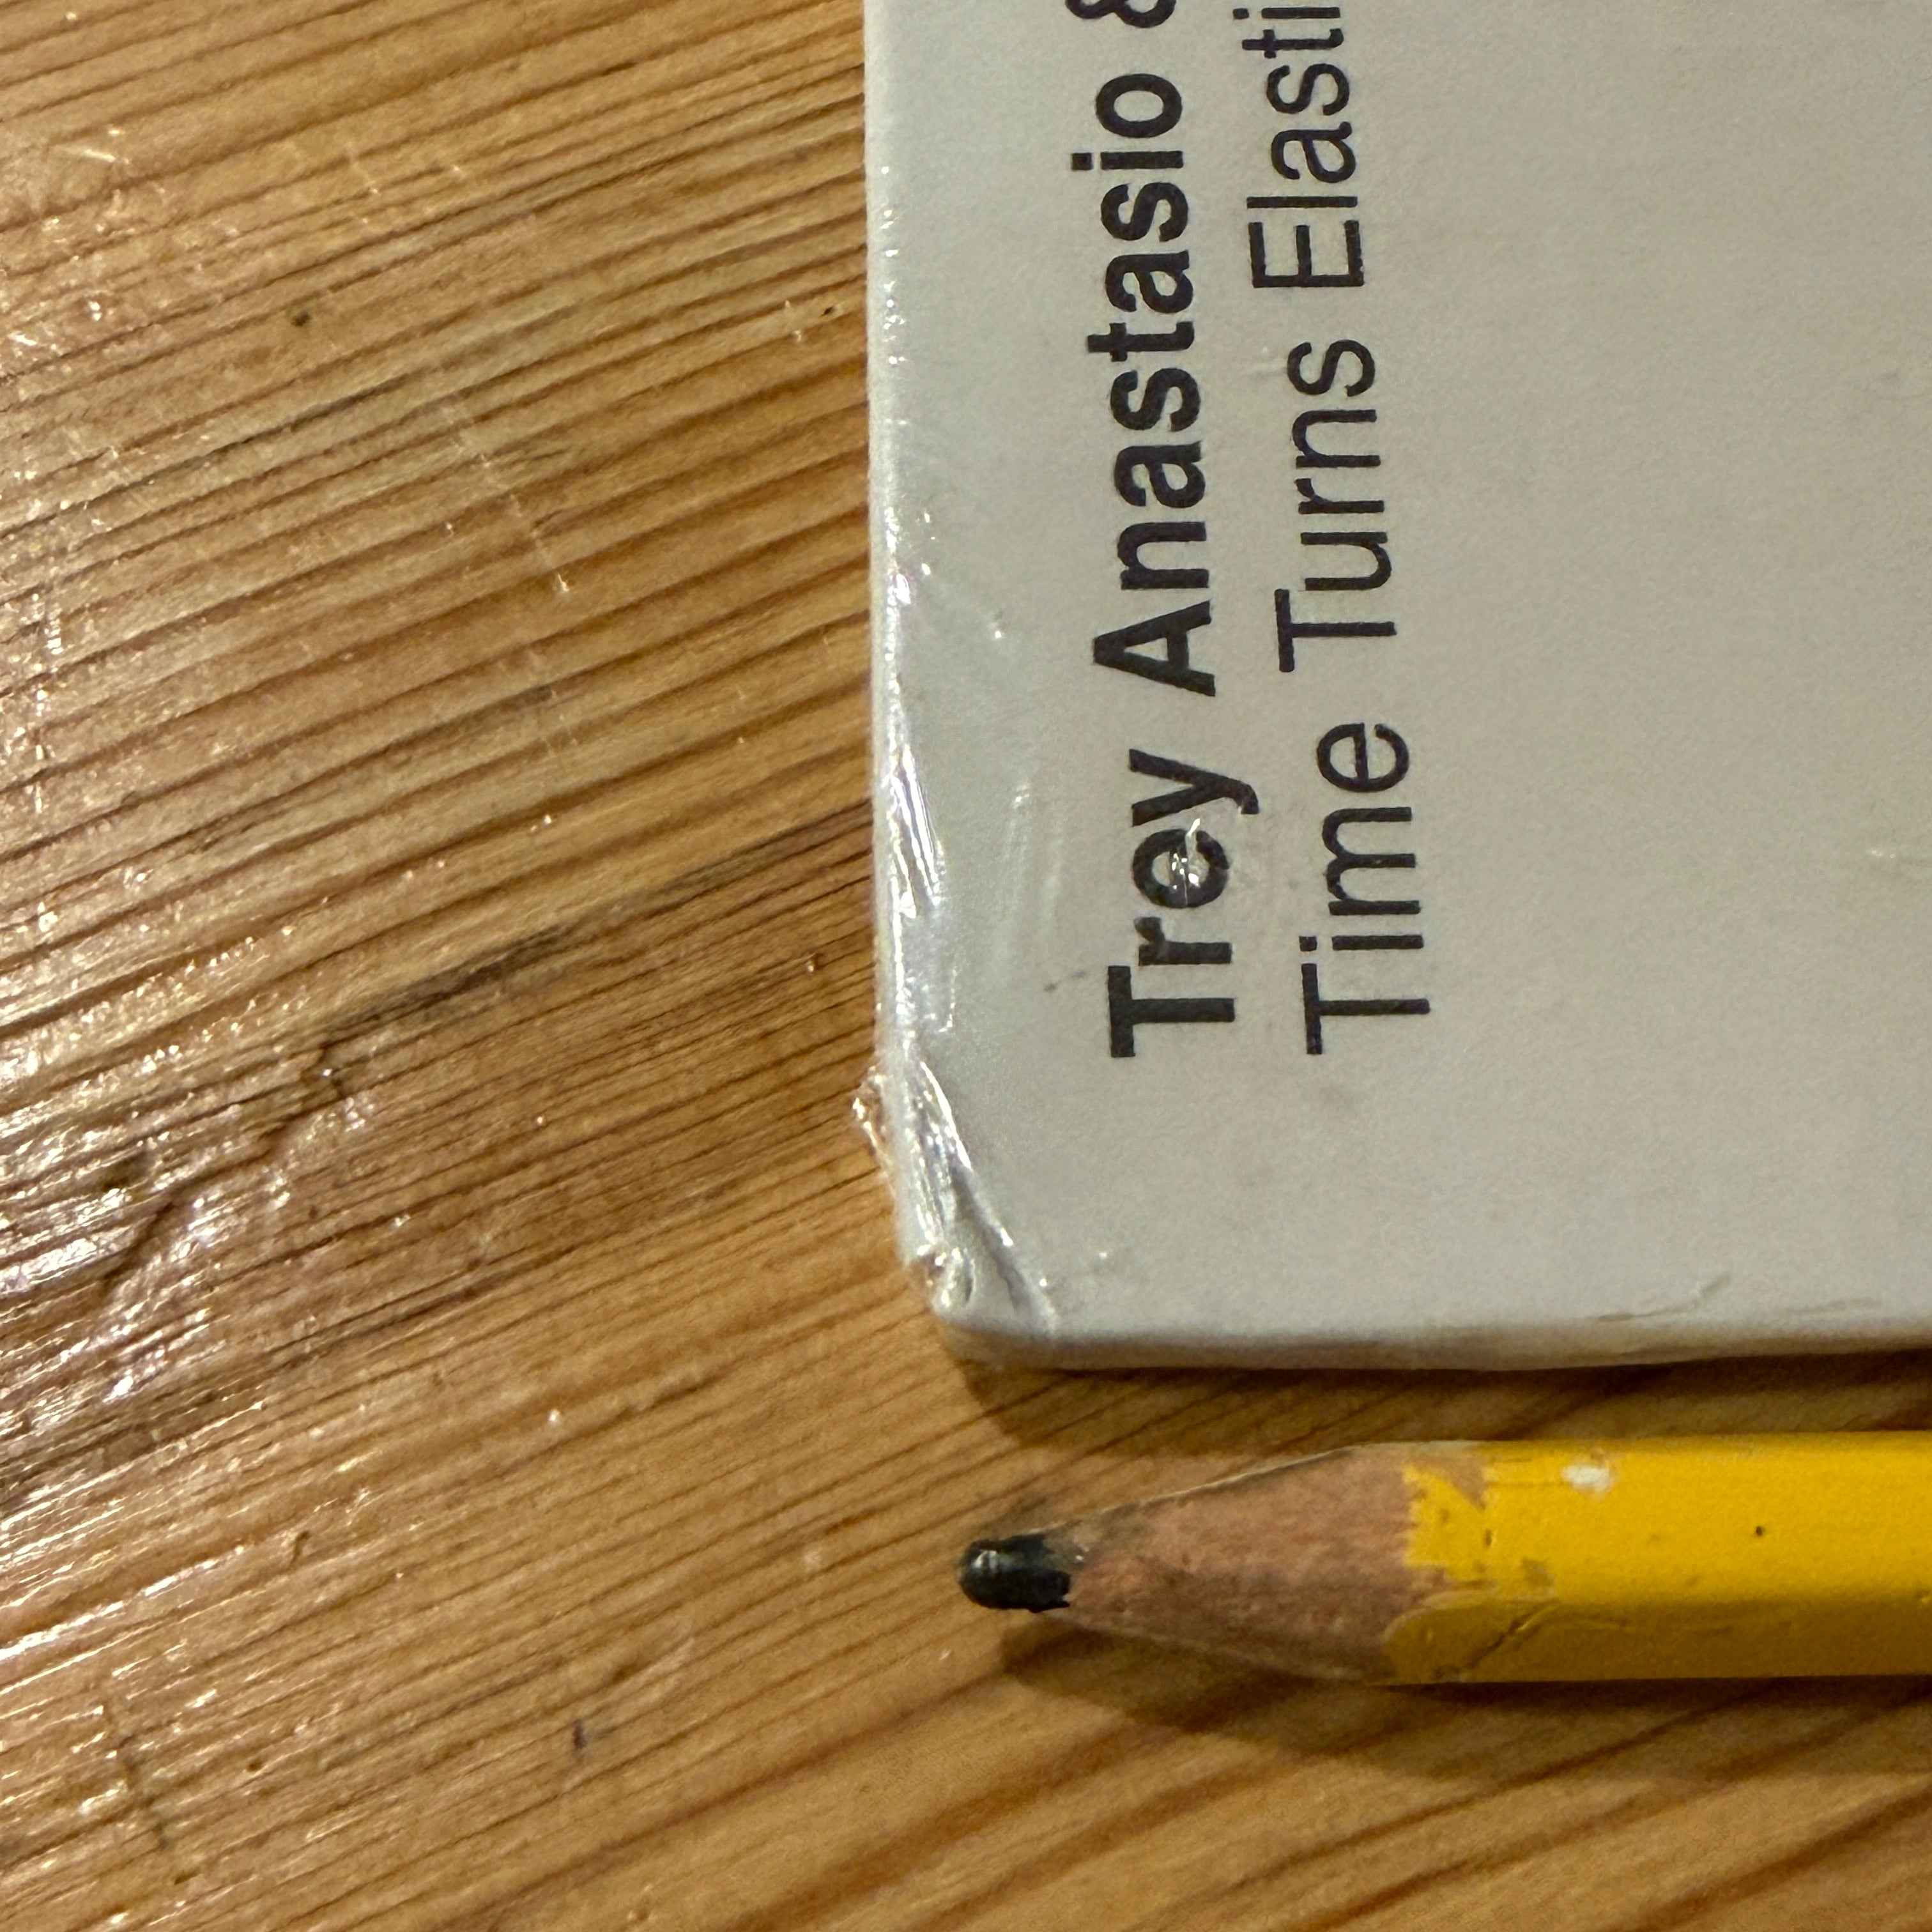 Trey Anastasio &
Time Turns Elasti